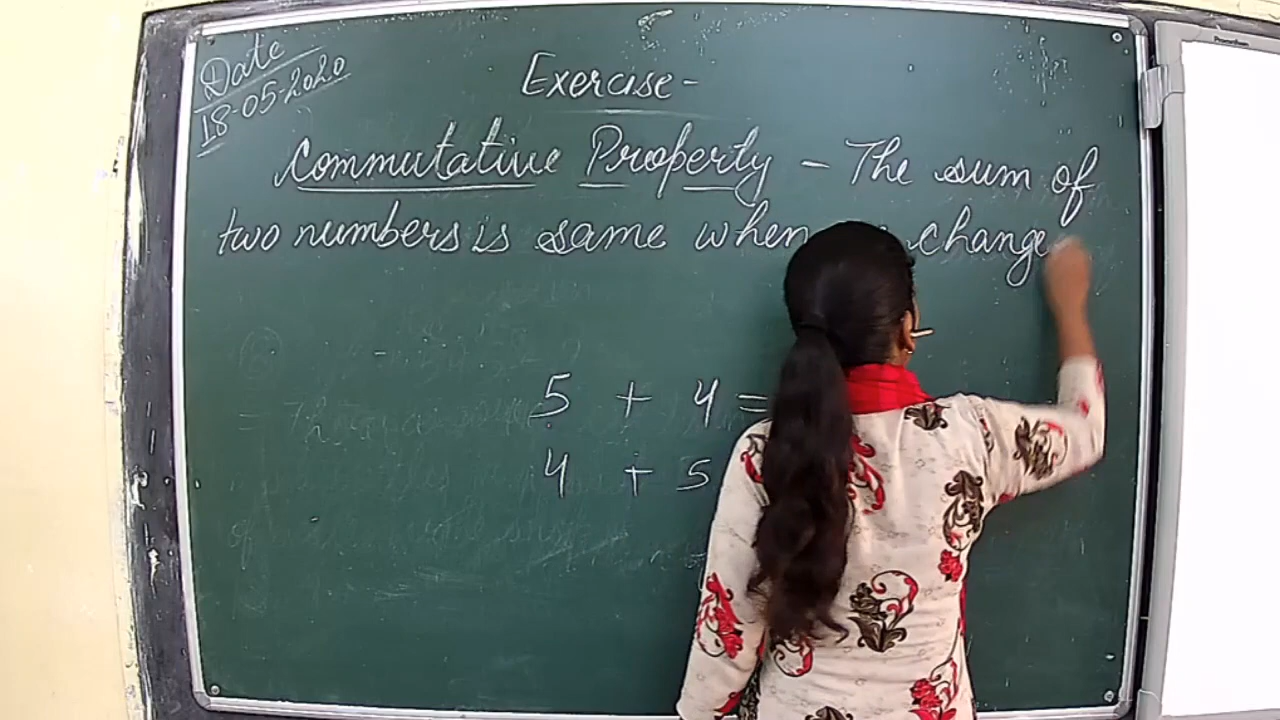 Date
18-05-2020
Exercise-
Commutative Property - The sum of
two numbers is same when change
5 + 4 =
4 + 5